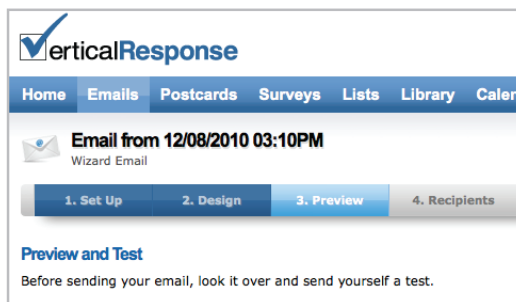 VerticalResponse
Home Emails Postcards Surveys Lists Library
Email from 12/08/2010 03:10PM
Wizard Email
1. Set Up 2. Design 3. Preview 4. Recipients
Preview and Test
Before sending your email, look it over and send yourself a test.